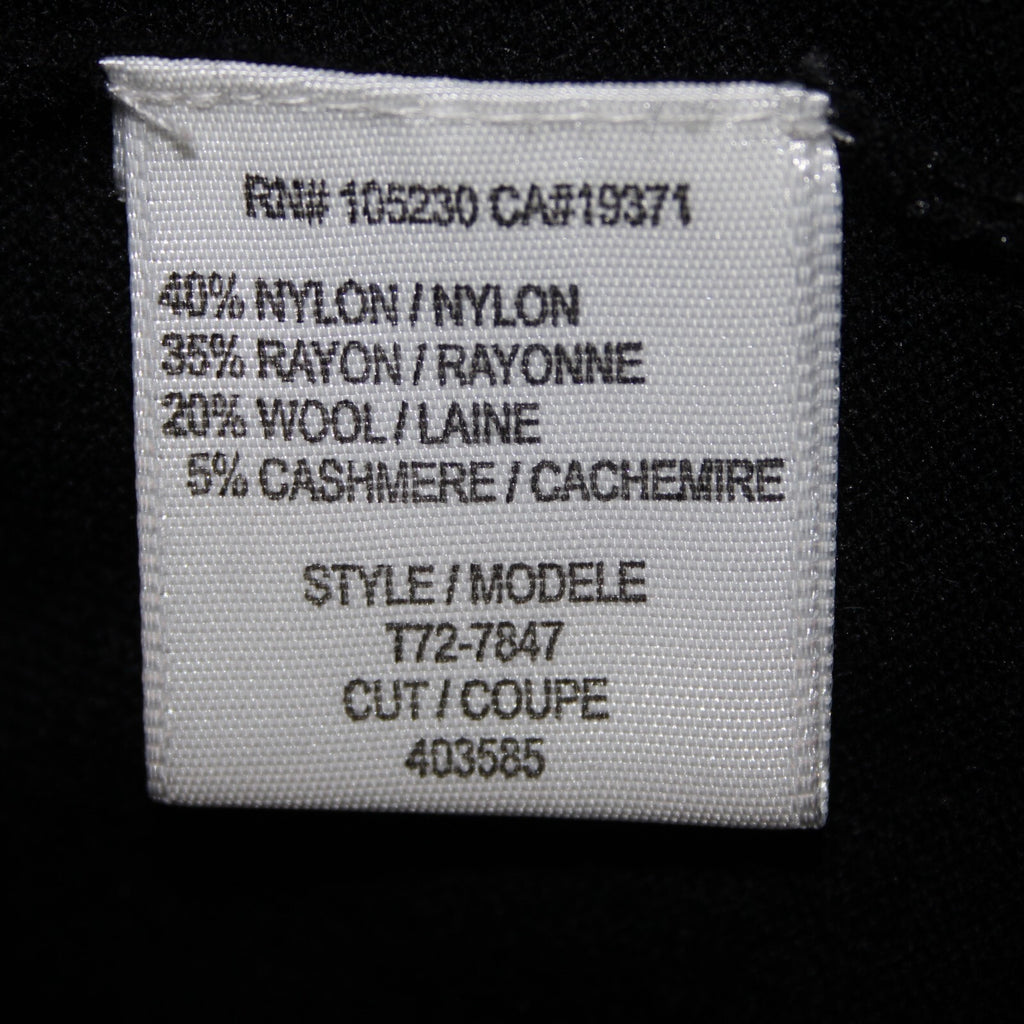 RN# 105230 CA#19371
40% NYLON / NYLON
35% RAYON / RAYONNE
20% WOOL / LAINE
5% CASHMERE / CACHEMIRE
STYLE / MODELE
T72-7847
CUT / COUPE
403585